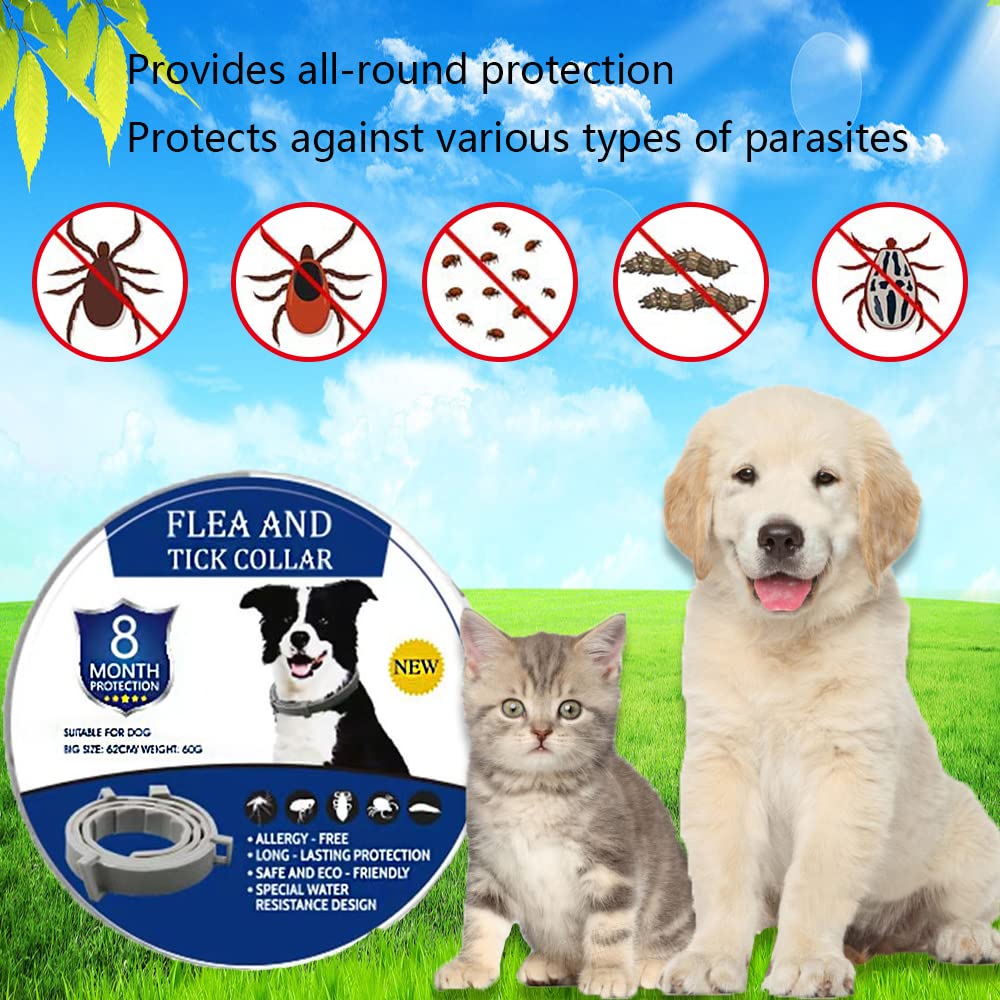 Provides all-round protection
Protects against various types of parasites
FLEA AND
TICK COLLAR
8
MONTH
PROTECTION
NEW
SUITABLE FOR DOG
BIG SIZE: 62CM/ WEIGHT: 60G
• ALLERGY - FREE
• LONG - LASTING PROTECTION
• SAFE AND ECO - FRIENDLY
• SPECIAL WATER
RESISTANCE DESIGN